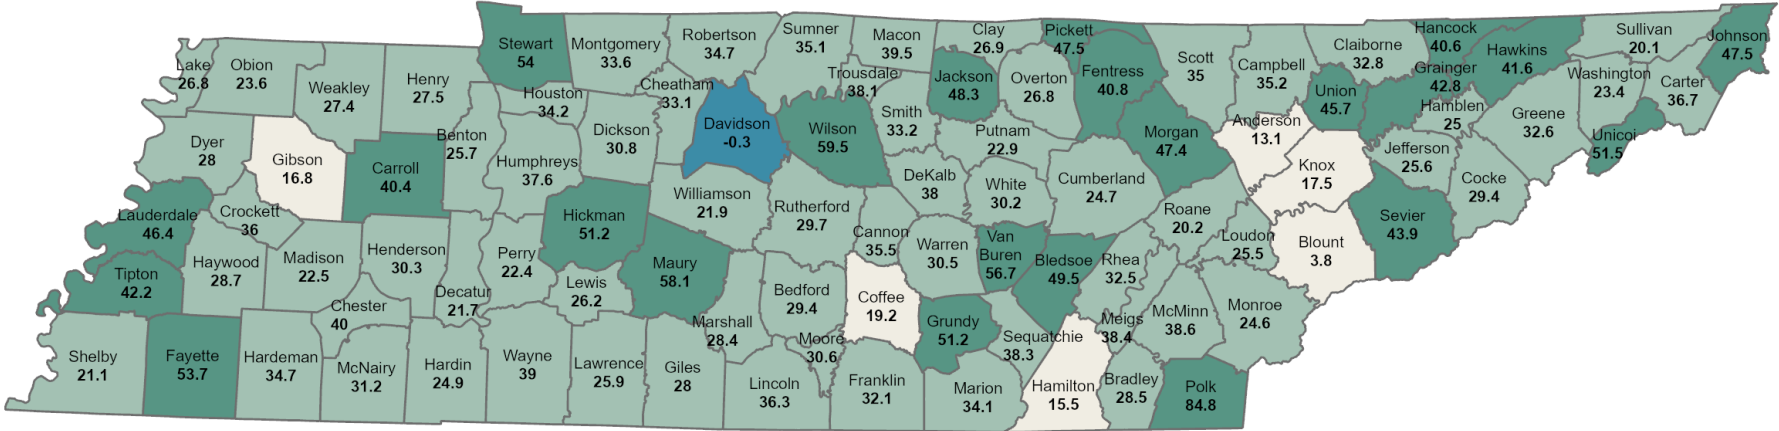 Lake
26.8
Obion
23.6
Weakley
27.4
Henry
27.5
Stewart
54
Montgomery
33.6
Robertson
34.7
Sumner
35.1
Macon
39.5
Clay
26.9
Pickett
47.5
Scott
35
Campbell
35.2
Claiborne
32.8
Hancock
40.6
Hawkins
41.6
Sullivan
20.1
Johnson
47.5
Houston
34.2
Cheatham
33.1
Trousdale
38.1
Jackson
48.3
Overton
26.8
Fentress
40.8
Union
45.7
Grainger
42.8
Washington
23.4
Carter
36.7
Dyer
28
Gibson
16.8
Carroll
40.4
Benton
25.7
Humphreys
37.6
Dickson
30.8
Davidson
-0.3
Wilson
59.5
Smith
33.2
Putnam
22.9
Morgan
47.4
Anderson
13.1
Hamblen
25
Greene
32.6
Unicoi
51.5
Knox
17.5
Jefferson
25.6
Cocke
29.4
Lauderdale
46.4
Crockett
36
Hickman
51.2
Williamson
21.9
Rutherford
29.7
DeKalb
38
White
30.2
Cumberland
24.7
Roane
20.2
Loudon
25.5
Blount
3.8
Sevier
43.9
Tipton
42.2
Haywood
28.7
Madison
22.5
Henderson
30.3
Decatur
21.7
Perry
22.4
Lewis
26.2
Maury
58.1
Cannon
35.5
Warren
30.5
Van
Buren
56.7
Bledsoe
49.5
Rhea
32.5
Meigs
38.4
McMinn
38.6
Monroe
24.6
Chester
40
Marshall
28.4
Bedford
29.4
Coffee
19.2
Grundy
51.2
Sequatchie
38.3
Shelby
21.1
Fayette
53.7
Hardeman
34.7
McNairy
31.2
Hardin
24.9
Wayne
39
Lawrence
25.9
Giles
28
Lincoln
36.3
Moore
30.6
Franklin
32.1
Marion
34.1
Hamilton
15.5
Bradley
28.5
Polk
84.8